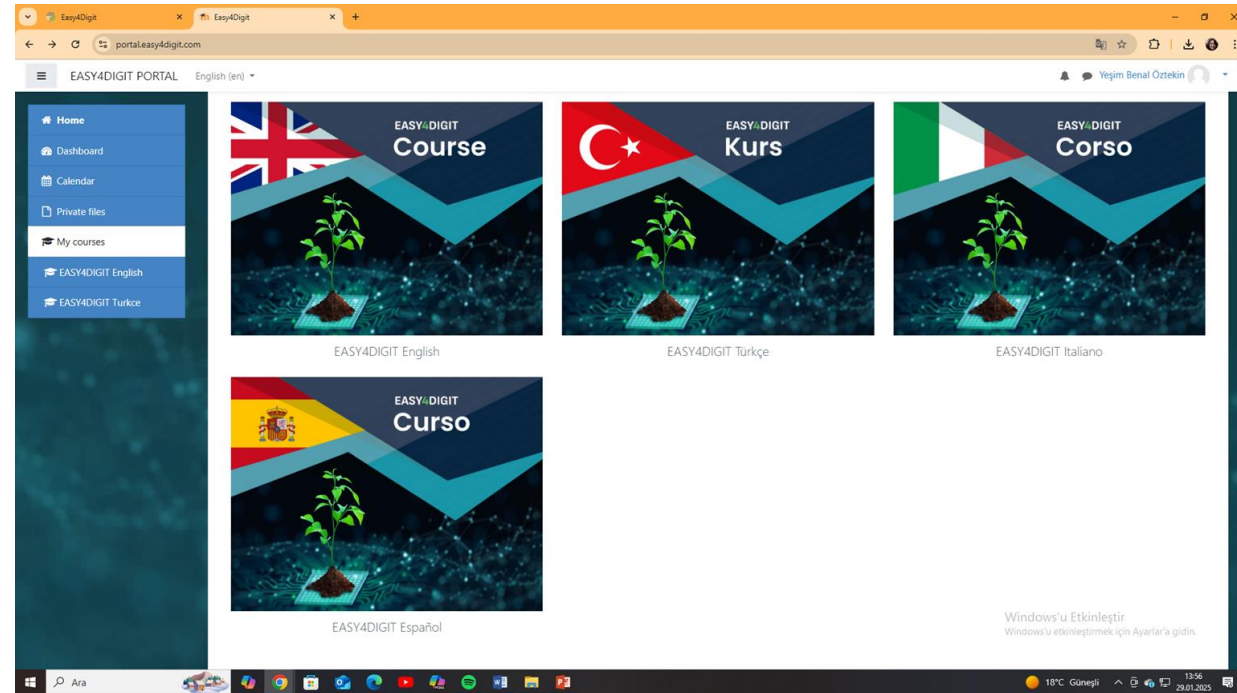 Easy4Digit
Easy4Digit
portal.easy4digit.com
EASY4DIGIT PORTAL English (en)
Yeşim Benal Öztekin
Home
Dashboard
Calendar
Private files
My courses
EASY4DIGIT English
EASY4DIGIT Turkce
EASY4DIGIT
Course
EASY4DIGIT
Kurs
EASY4DIGIT
Corso
EASY4DIGIT English
EASY4DIGIT Türkçe
EASY4DIGIT Italiano
EASY4DIGIT
Curso
EASY4DIGIT Español
Windows'u Etkinleştir
Windows'u etkinleştirmek için Ayarlar'a gidin.
Ara
18°C Güneşli
13:56
29.01.2025